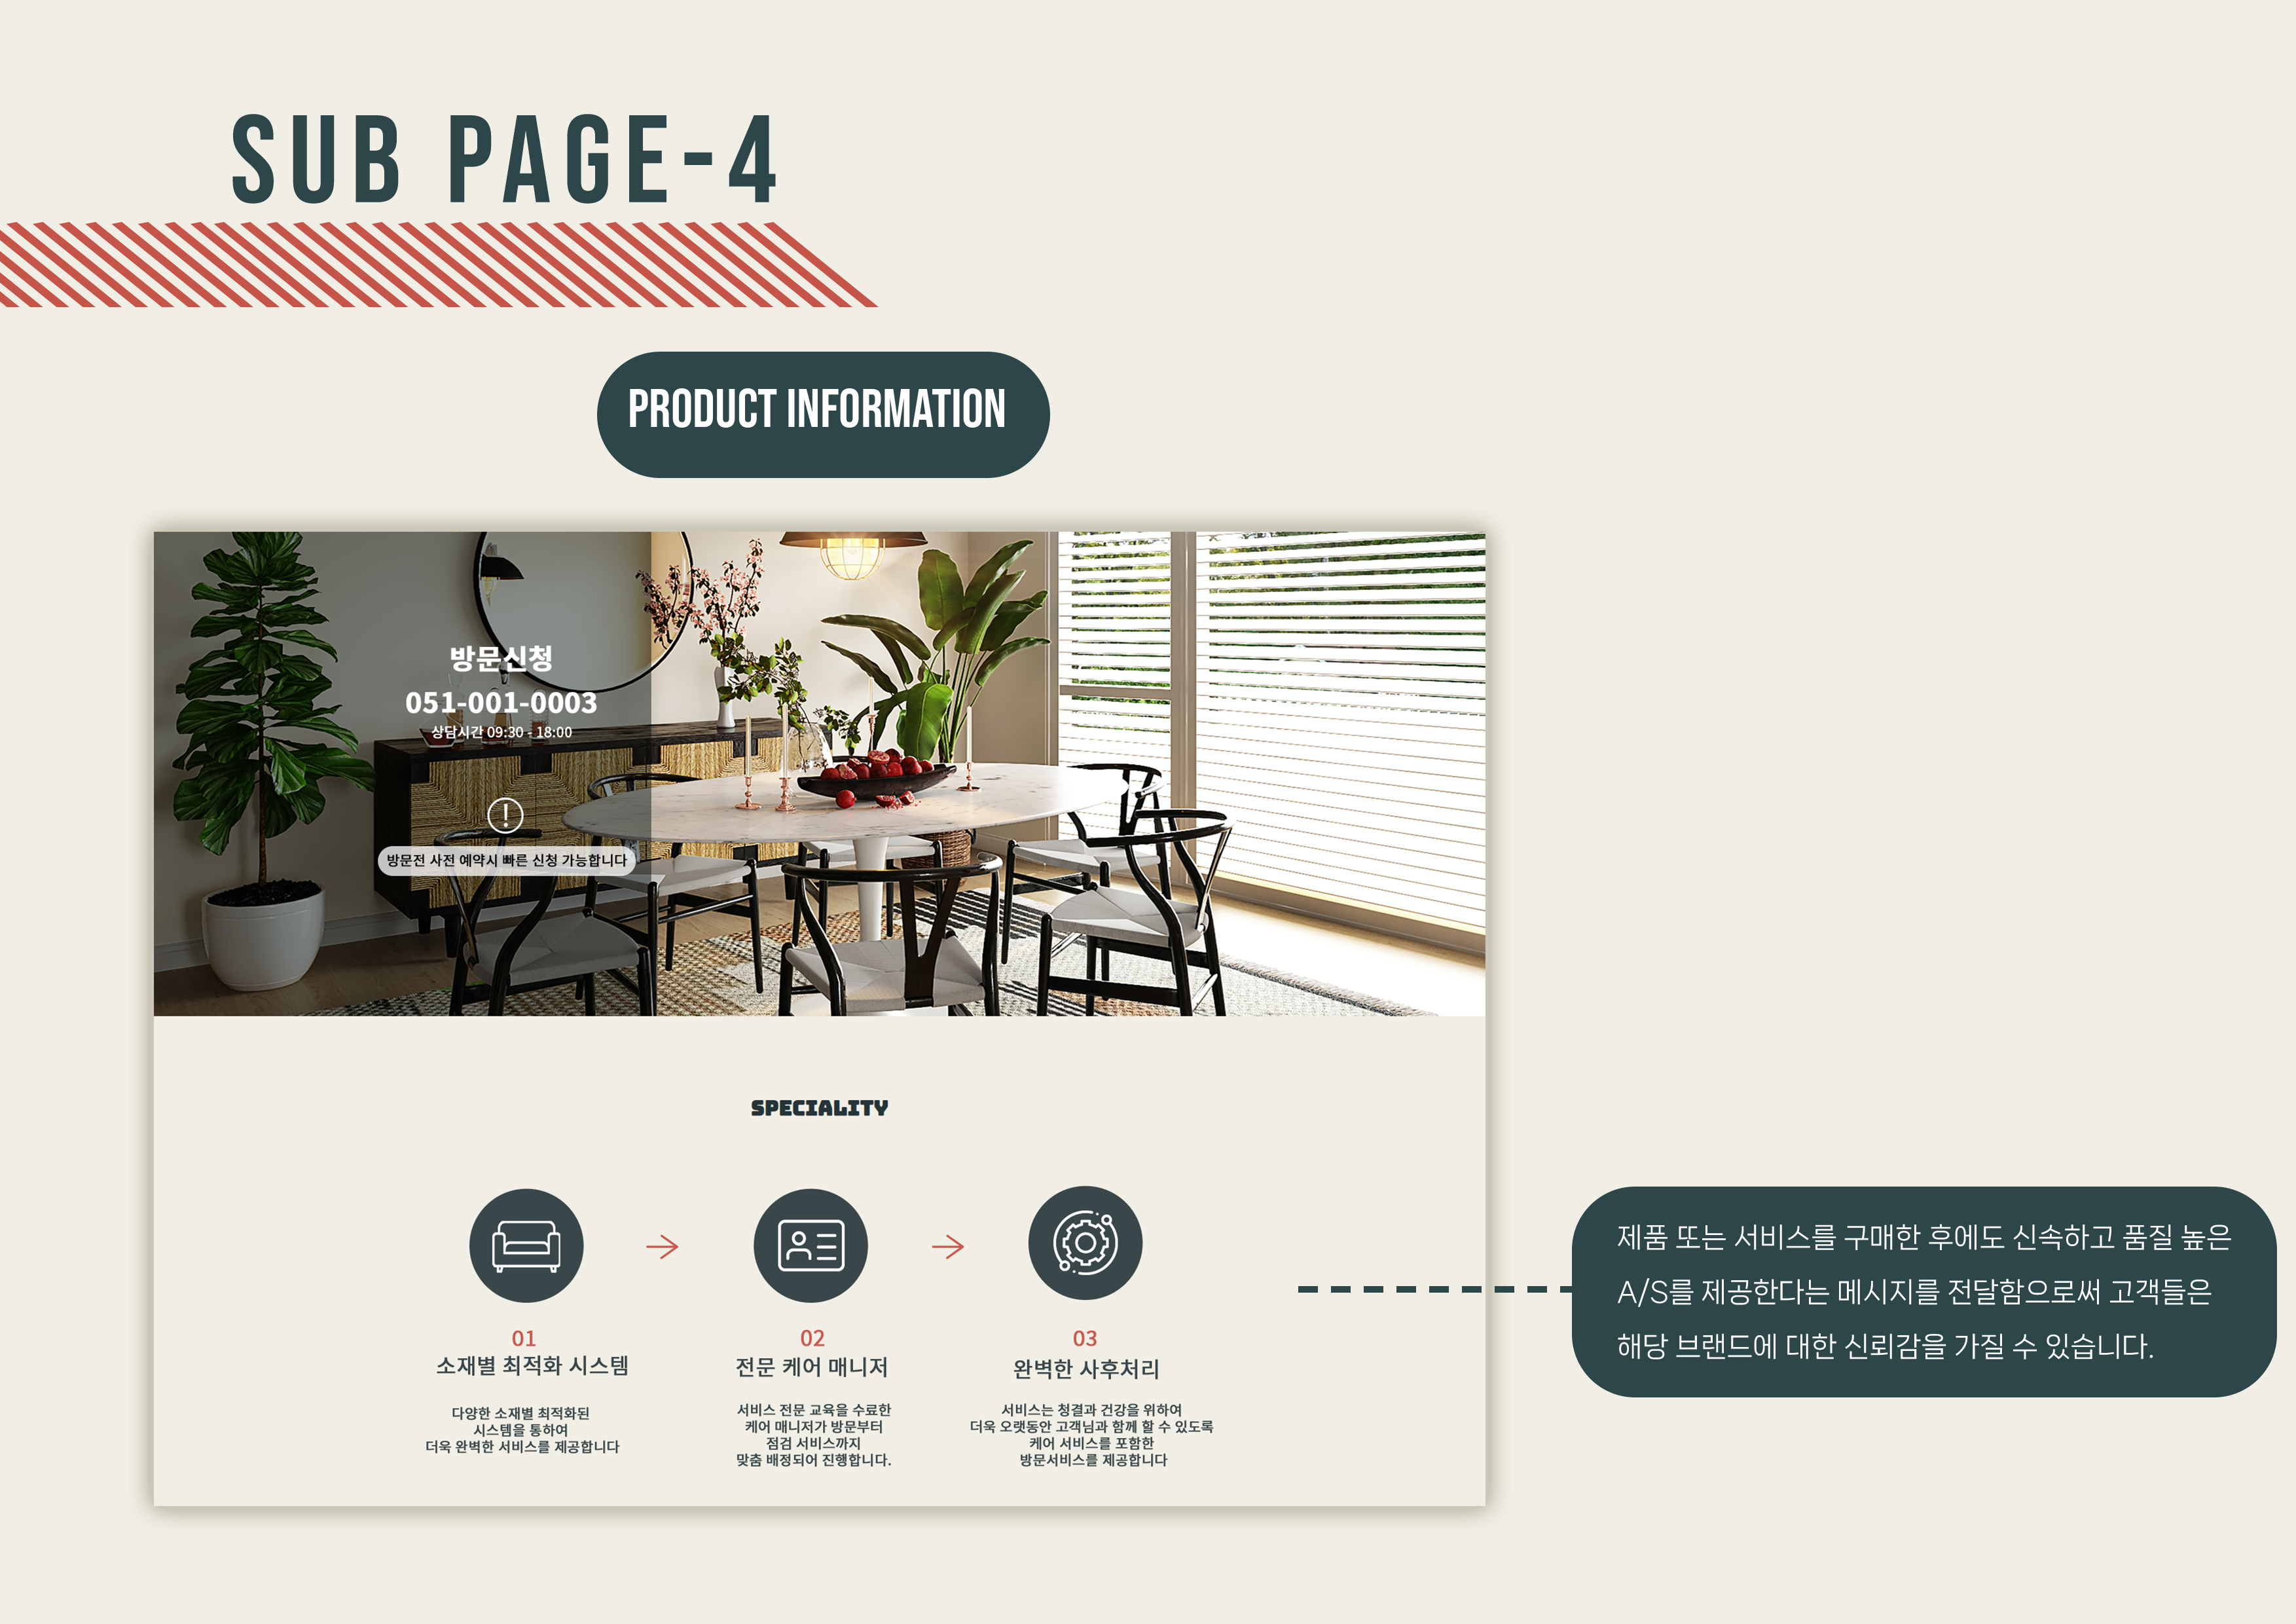 SUB PAGE-4
PRODUCT INFORMATION
방문신청
051-001-0003
상담시간 09:30 - 18:00
방문전 사전 예약시 빠른 신청 가능합니다
SPECIALITY
01
소재별 최적화 시스템
다양한 소재별 최적화된
시스템을 통하여
더욱 완벽한 서비스를 제공합니다
02
전문 케어 매니저
서비스 전문 교육을 수료한
케어 매니저가 방문부터
점검 서비스까지
맞춤 배정되어 진행합니다.
03
완벽한 사후처리
서비스는 청결과 건강을 위하여
더욱 오랫동안 고객님과 함께 할 수 있도록
케어 서비스를 포함한
방문서비스를 제공합니다
제품 또는 서비스를 구매한 후에도 신속하고 품질 높은
A/S를 제공한다는 메시지를 전달함으로써 고객들은
해당 브랜드에 대한 신뢰감을 가질 수 있습니다.